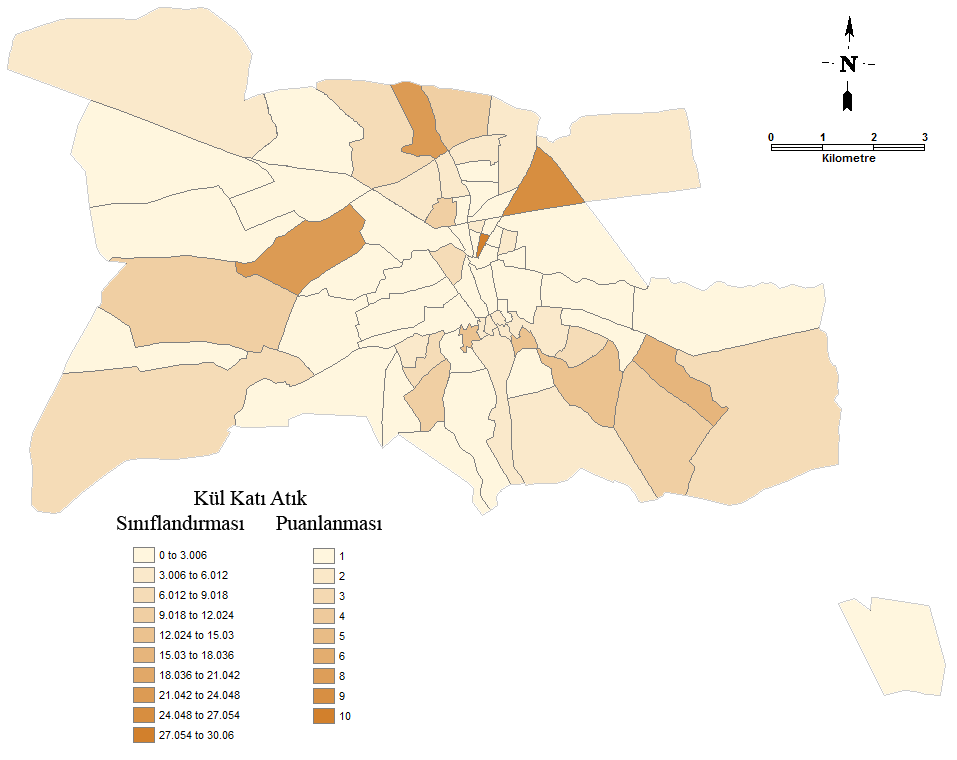 N
0 1 2 3
Kilometre
Kül Katı Atık
Sınıflandırması Puanlanması
0 to 3.006 1
3.006 to 6.012 2
6.012 to 9.018 3
9.018 to 12.024 4
12.024 to 15.03 5
15.03 to 18.036 6
18.036 to 21.042 8
21.042 to 24.048 9
24.048 to 27.054 10
27.054 to 30.06